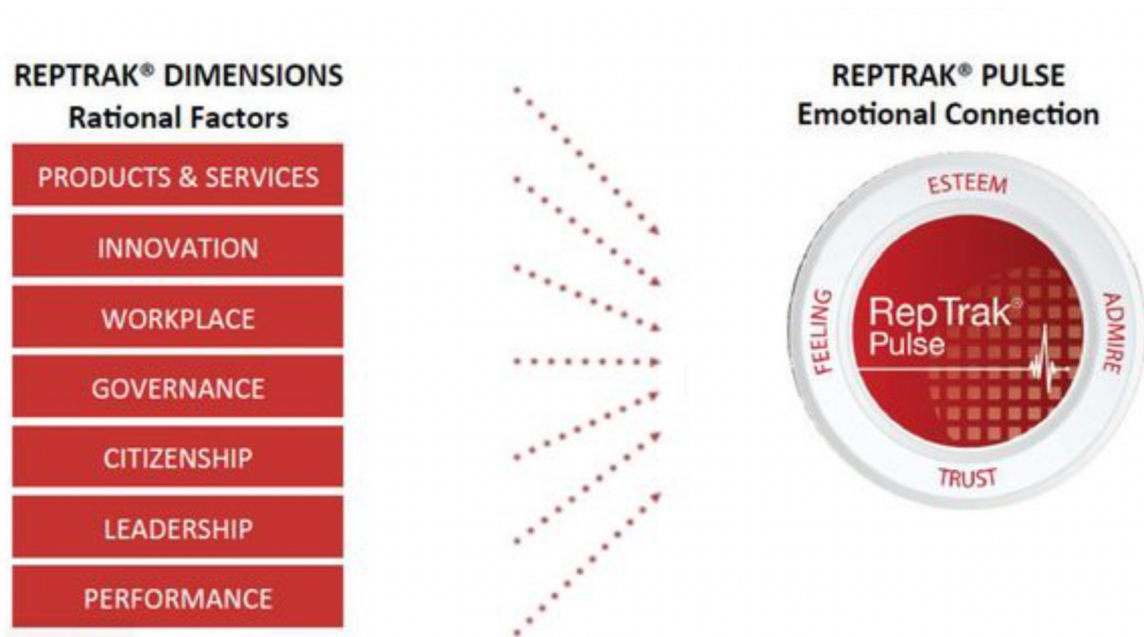 REPTRAK® DIMENSIONS
Rational Factors
PRODUCTS & SERVICES
INNOVATION
WORKPLACE
GOVERNANCE
CITIZENSHIP
LEADERSHIP
PERFORMANCE
REPTRAK® PULSE
Emotional Connection
ESTEEM
FEELING
RepTrak®
Pulse
ADMIRE
TRUST